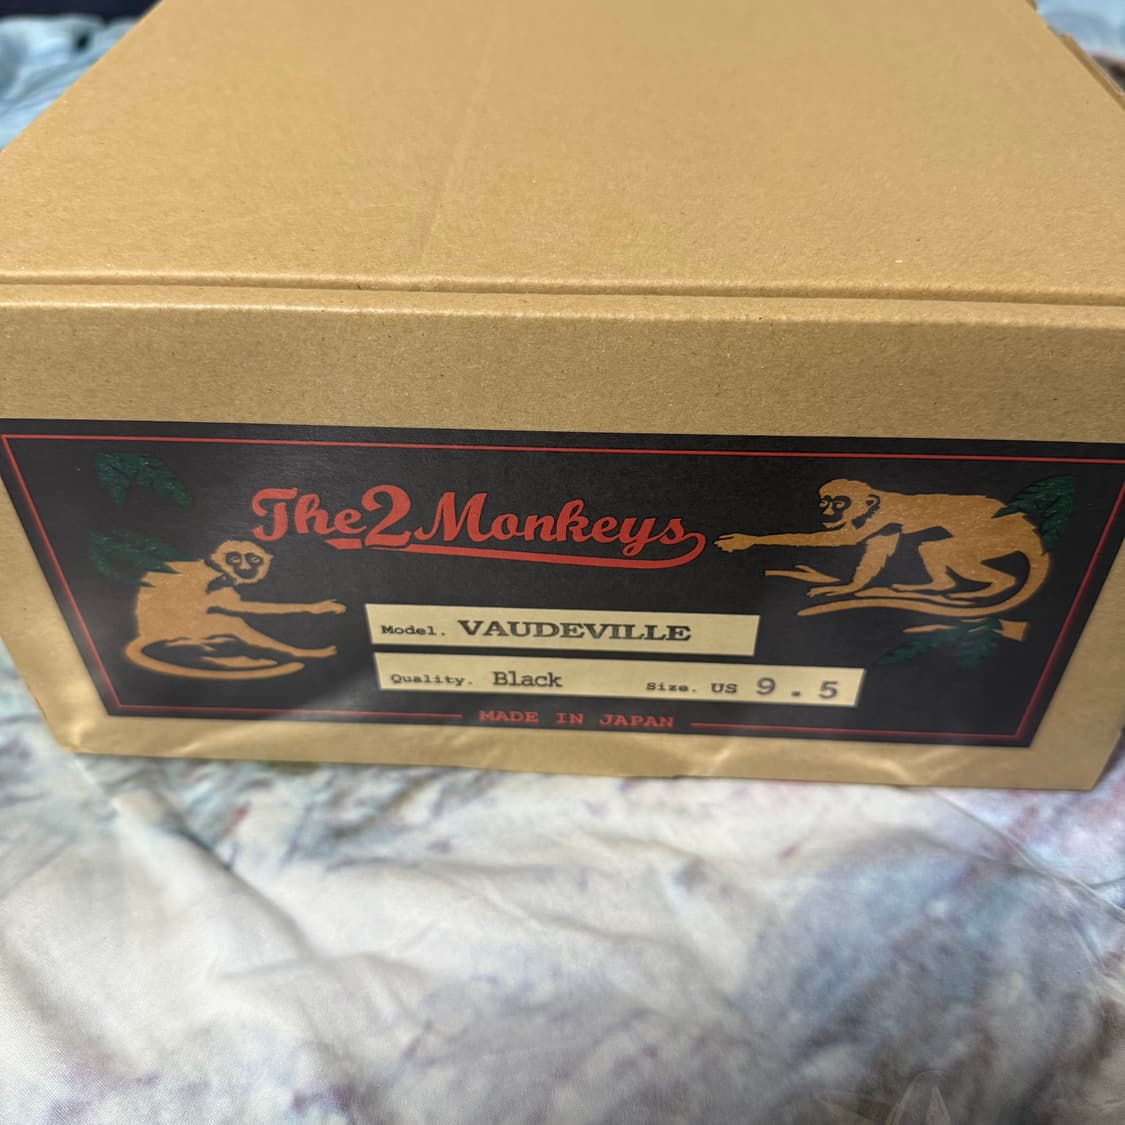 The 2 Monkeys
Model. VAUDEVILLE
Quality. Black Size. US 9.5
MADE IN JAPAN